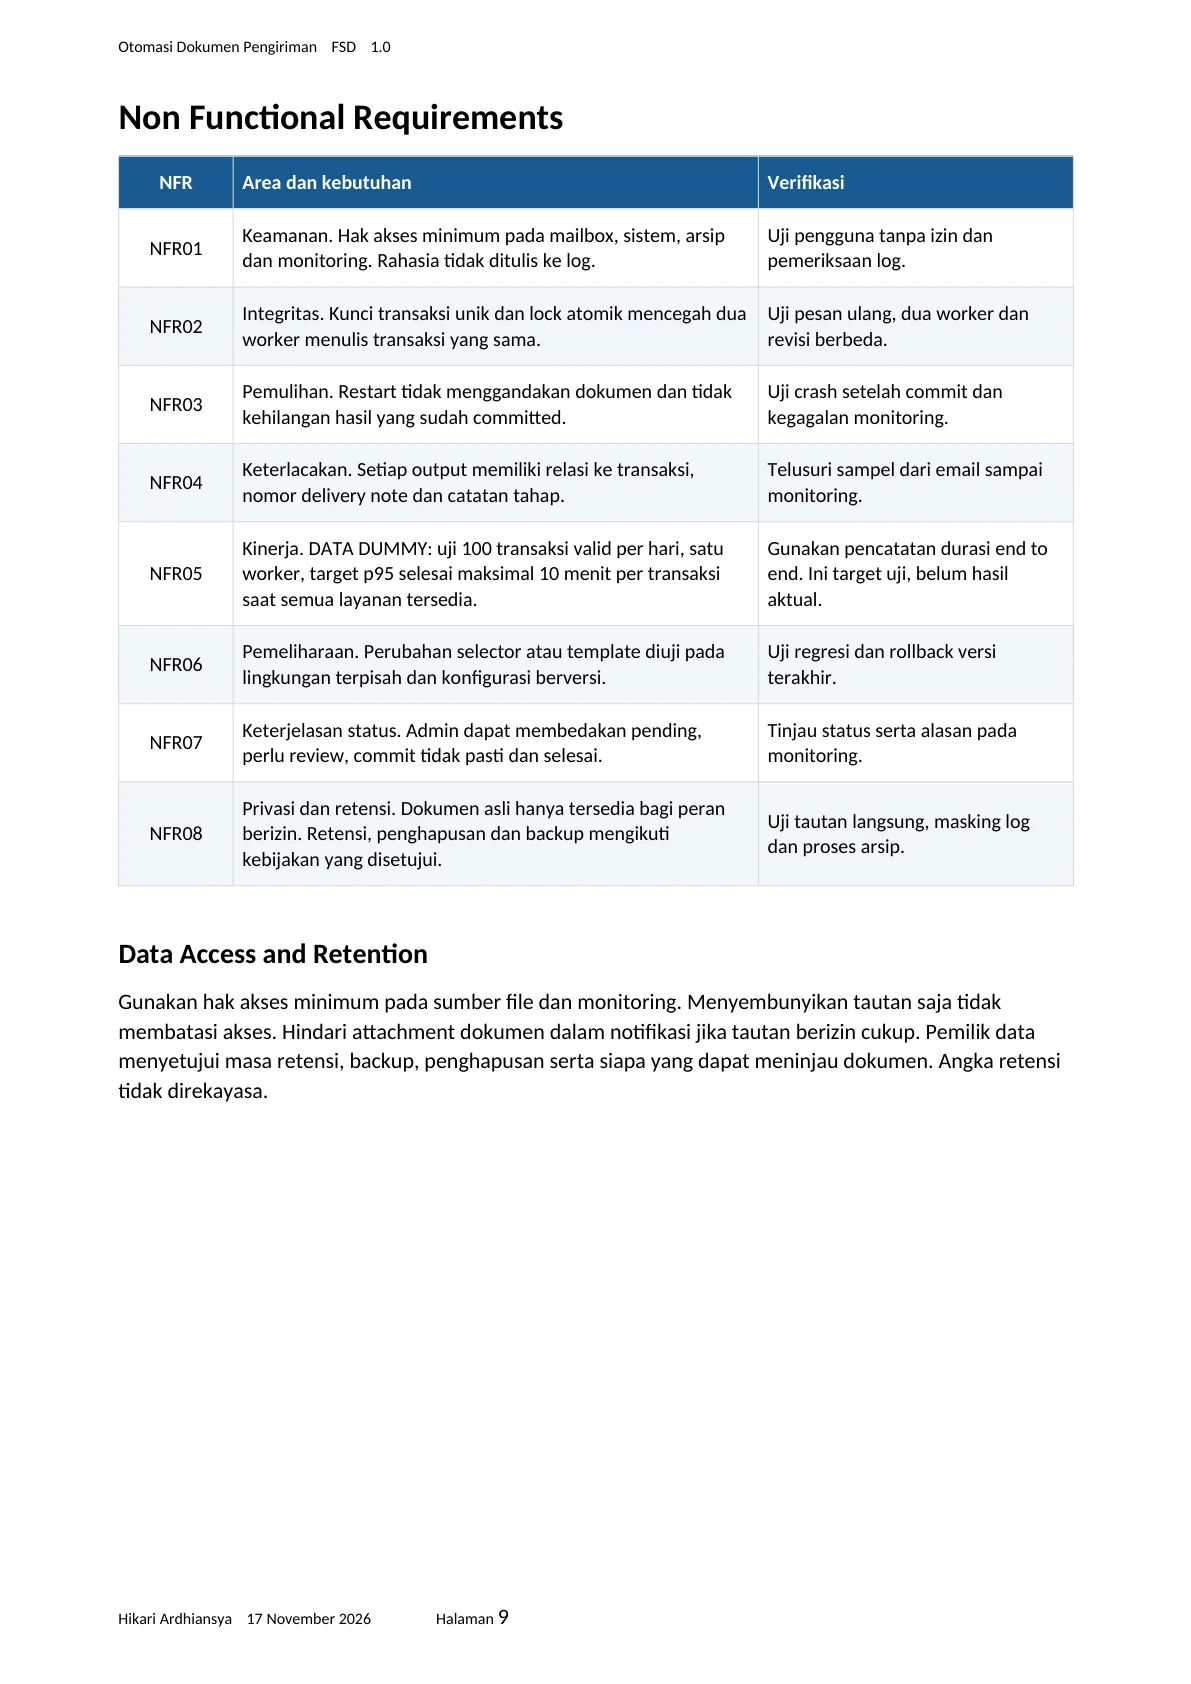 Otomasi Dokumen Pengiriman FSD 1.0
Non Functional Requirements
NFR Area dan kebutuhan Verifikasi
NFR01
Keamanan. Hak akses minimum pada mailbox, sistem, arsip
dan monitoring. Rahasia tidak ditulis ke log.
Uji pengguna tanpa izin dan
pemeriksaan log.
NFR02
Integritas. Kunci transaksi unik dan lock atomik mencegah dua
worker menulis transaksi yang sama.
Uji pesan ulang, dua worker dan
revisi berbeda.
NFR03
Pemulihan. Restart tidak menggandakan dokumen dan tidak
kehilangan hasil yang sudah committed.
Uji crash setelah commit dan
kegagalan monitoring.
NFR04
Keterlacakan. Setiap output memiliki relasi ke transaksi,
nomor delivery note dan catatan tahap.
Telusuri sampel dari email sampai
monitoring.
NFR05
Kinerja. DATA DUMMY: uji 100 transaksi valid per hari, satu
worker, target p95 selesai maksimal 10 menit per transaksi
saat semua layanan tersedia.
Gunakan pencatatan durasi end to
end. Ini target uji, belum hasil
aktual.
NFR06
Pemeliharaan. Perubahan selector atau template diuji pada
lingkungan terpisah dan konfigurasi berversi.
Uji regresi dan rollback versi
terakhir.
NFR07
Keterjelasan status. Admin dapat membedakan pending,
perlu review, commit tidak pasti dan selesai.
Tinjau status serta alasan pada
monitoring.
NFR08
Privasi dan retensi. Dokumen asli hanya tersedia bagi peran
berizin. Retensi, penghapusan dan backup mengikuti
kebijakan yang disetujui.
Uji tautan langsung, masking log
dan proses arsip.
Data Access and Retention
Gunakan hak akses minimum pada sumber file dan monitoring. Menyembunyikan tautan saja tidak
membatasi akses. Hindari attachment dokumen dalam notifikasi jika tautan berizin cukup. Pemilik data
menyetujui masa retensi, backup, penghapusan serta siapa yang dapat meninjau dokumen. Angka retensi
tidak direkayasa.
Hikari Ardhiansya 17 November 2026 Halaman 9